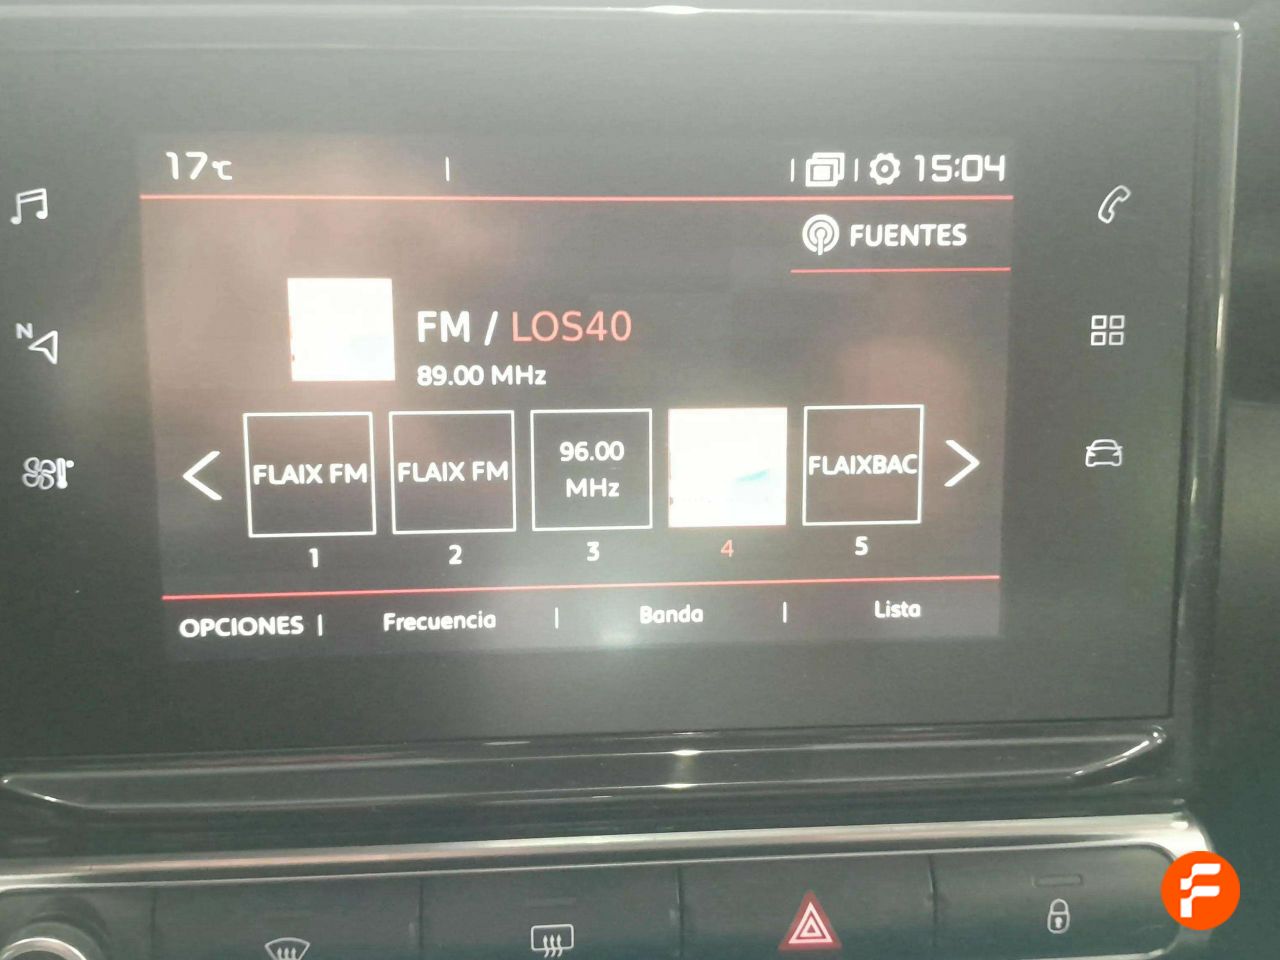 17°C
15:04
FUENTES
FM / LOS40
89.00 MHz
FLAIX FM
FLAIX FM
96.00
MHz
FLAIXBAC
1
2
3
4
5
OPCIONES
Frecuencia
Banda
Lista
N